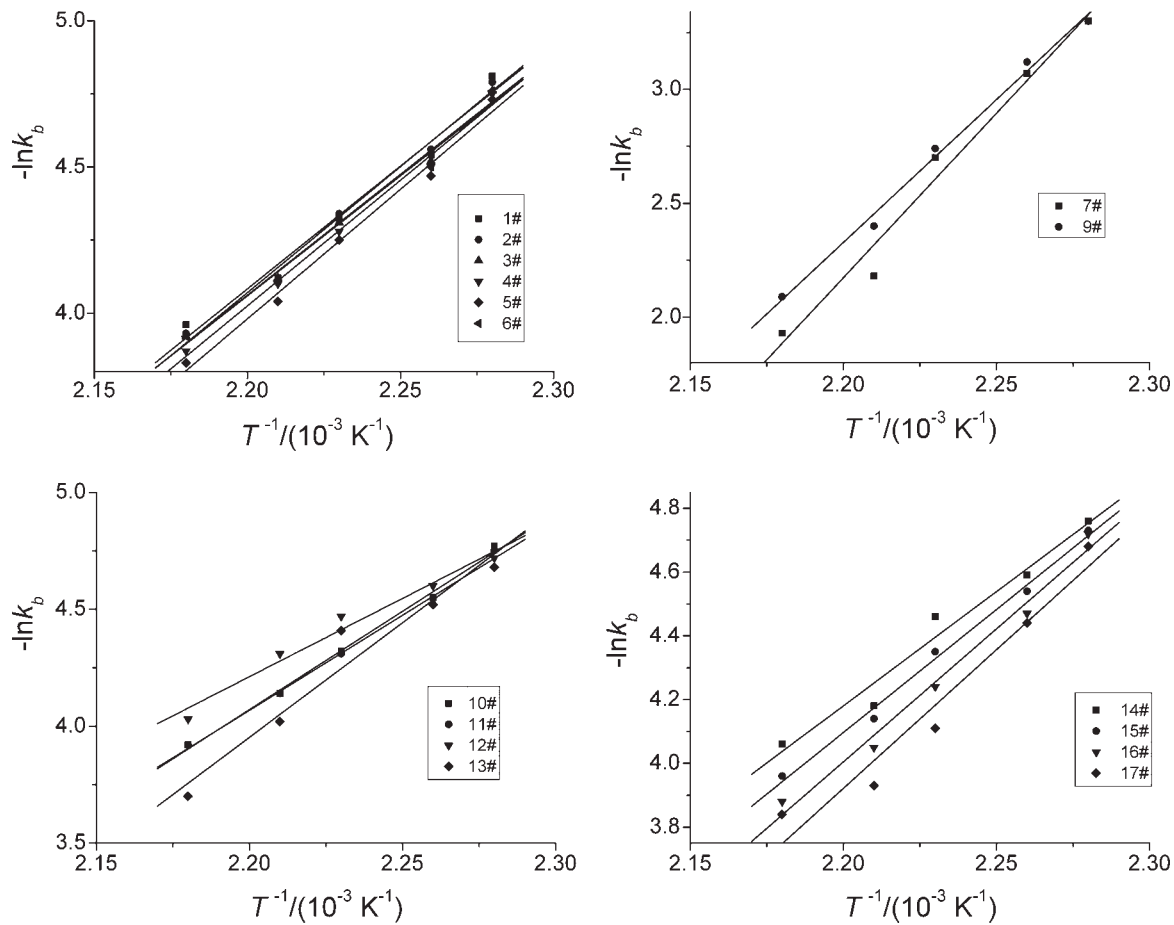 5.0
4.5
4.0
-lnk_b
2.15 2.20 2.25 2.30
T⁻¹/(10⁻³ K⁻¹)
1#
2#
3#
4#
5#
6#
3.0
2.5
2.0
-lnk_b
2.15 2.20 2.25 2.30
T⁻¹/(10⁻³ K⁻¹)
7#
9#
5.0
4.5
4.0
3.5
-lnk_b
2.15 2.20 2.25 2.30
T⁻¹/(10⁻³ K⁻¹)
10#
11#
12#
13#
4.8
4.6
4.4
4.2
4.0
3.8
-lnk_b
2.15 2.20 2.25 2.30
T⁻¹/(10⁻³ K⁻¹)
14#
15#
16#
17#